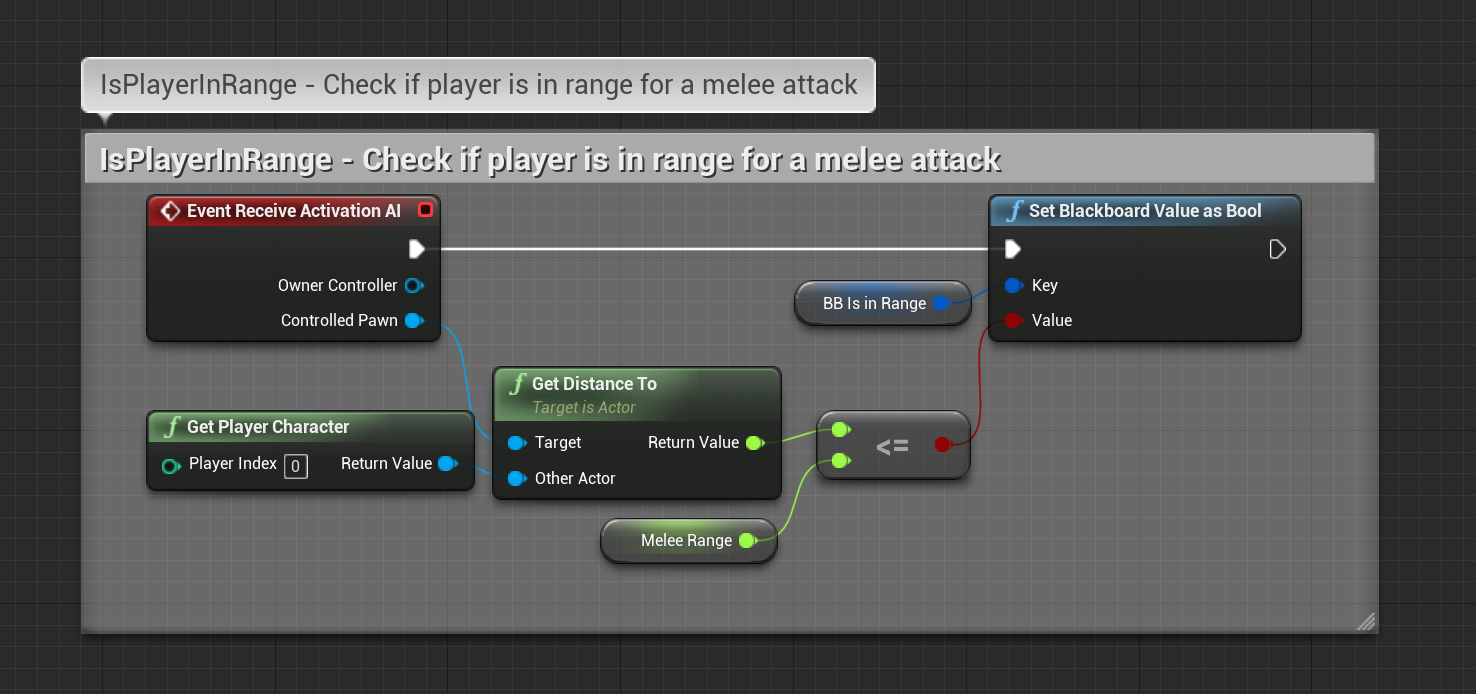 IsPlayerInRange - Check if player is in range for a melee attack
IsPlayerInRange - Check if player is in range for a melee attack
Event Receive Activation AI
Owner Controller
Controlled Pawn
BB Is in Range
Set Blackboard Value as Bool
Key
Value
Get Player Character
Player Index 0 Return Value
Get Distance To
Target is Actor
Target Return Value
Other Actor
<=
Melee Range